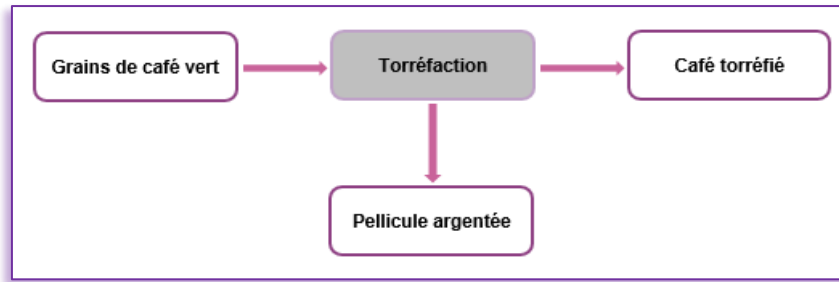 Grains de café vert
Torréfaction
Café torréfié
Pellicule argentée